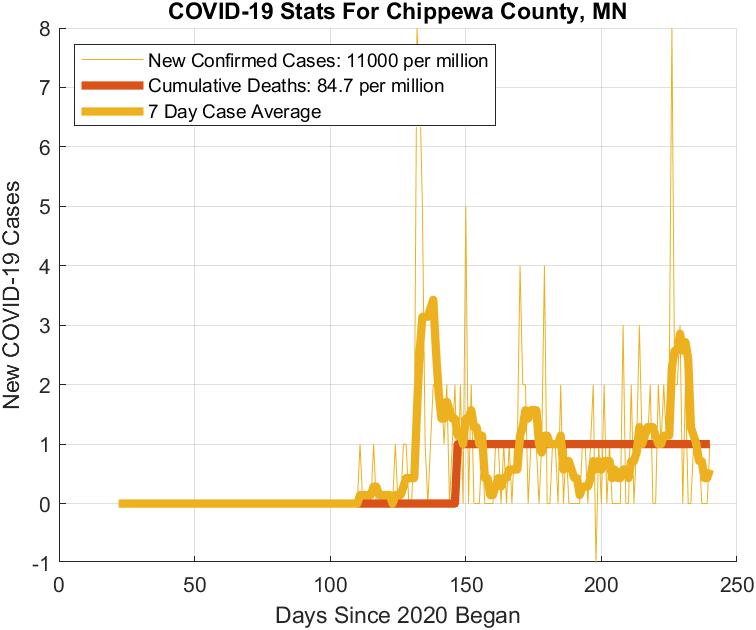 COVID-19 Stats For Chippewa County, MN
New Confirmed Cases: 11000 per million
Cumulative Deaths: 84.7 per million
7 Day Case Average
New COVID-19 Cases
8
7
6
5
4
3
2
1
0
-1
0 50 100 150 200 250
Days Since 2020 Began